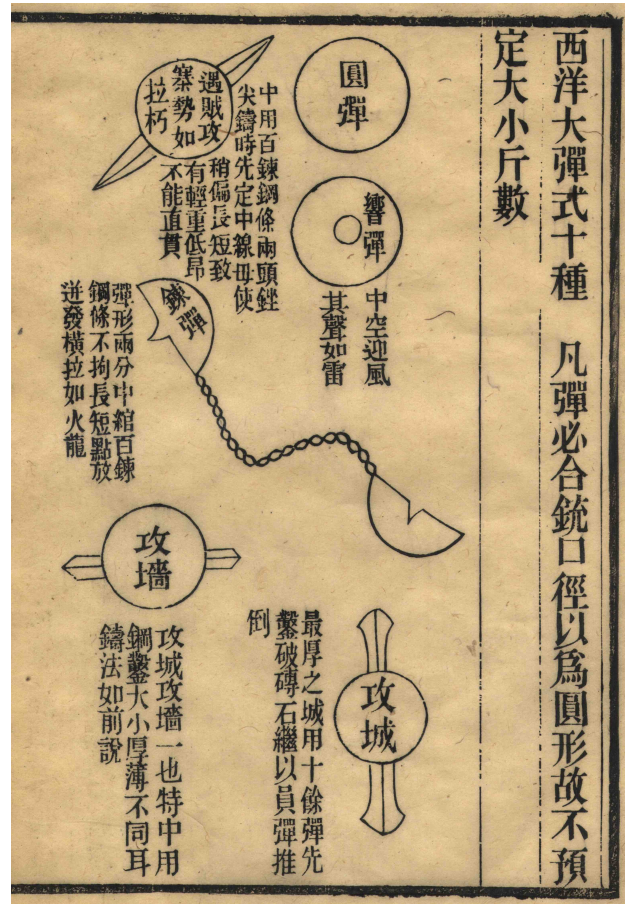 西洋大彈式十種　凡彈必合銃口徑以爲圓形故不預
定大小斤數
圓彈
響彈
中空迎風
其聲如雷
遇賊攻
寨勢如
拉朽
中用百鍊鋼條兩頭銼
尖鑄時先定中線毋使
稍偏長短致
有輕重低昂
不能直貫
鍊彈
彈形兩分中綰百鍊
鋼條不拘長短點放
迸發橫拉如火龍
攻城
最厚之城用十餘彈先
鑿破磚石繼以員彈推
倒
攻墻
攻城攻墻一也特中用
鋼鑿大小厚薄不同耳
鑄法如前說